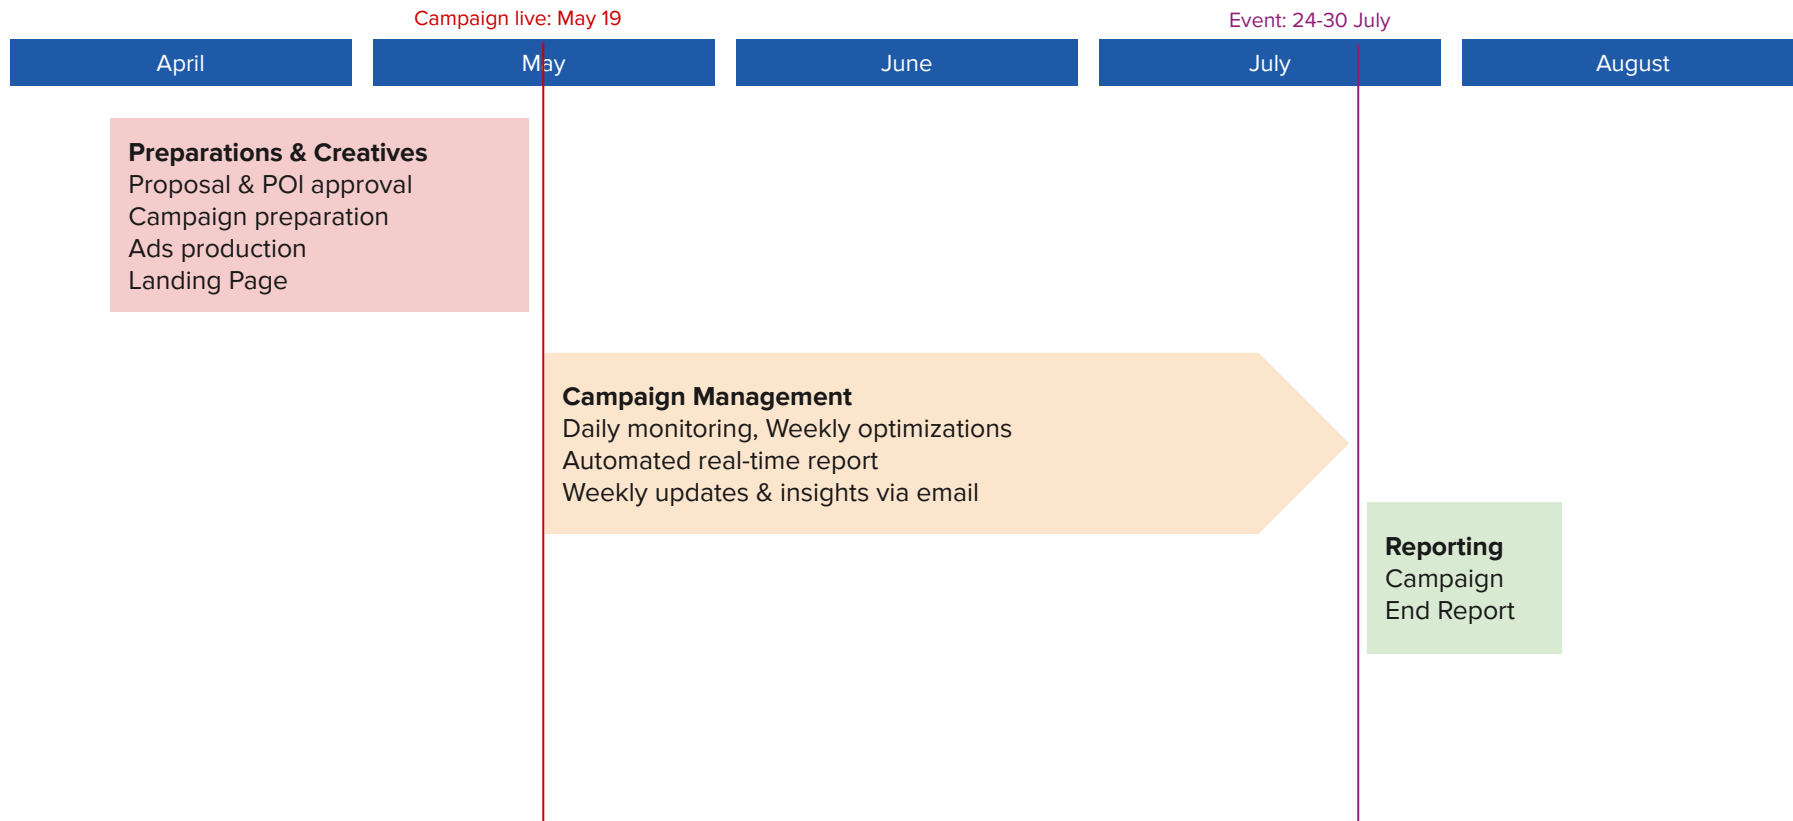 Campaign live: May 19
Event: 24-30 July
April
May
June
July
August
Preparations & Creatives
Proposal & POI approval
Campaign preparation
Ads production
Landing Page
Campaign Management
Daily monitoring, Weekly optimizations
Automated real-time report
Weekly updates & insights via email
Reporting
Campaign
End Report